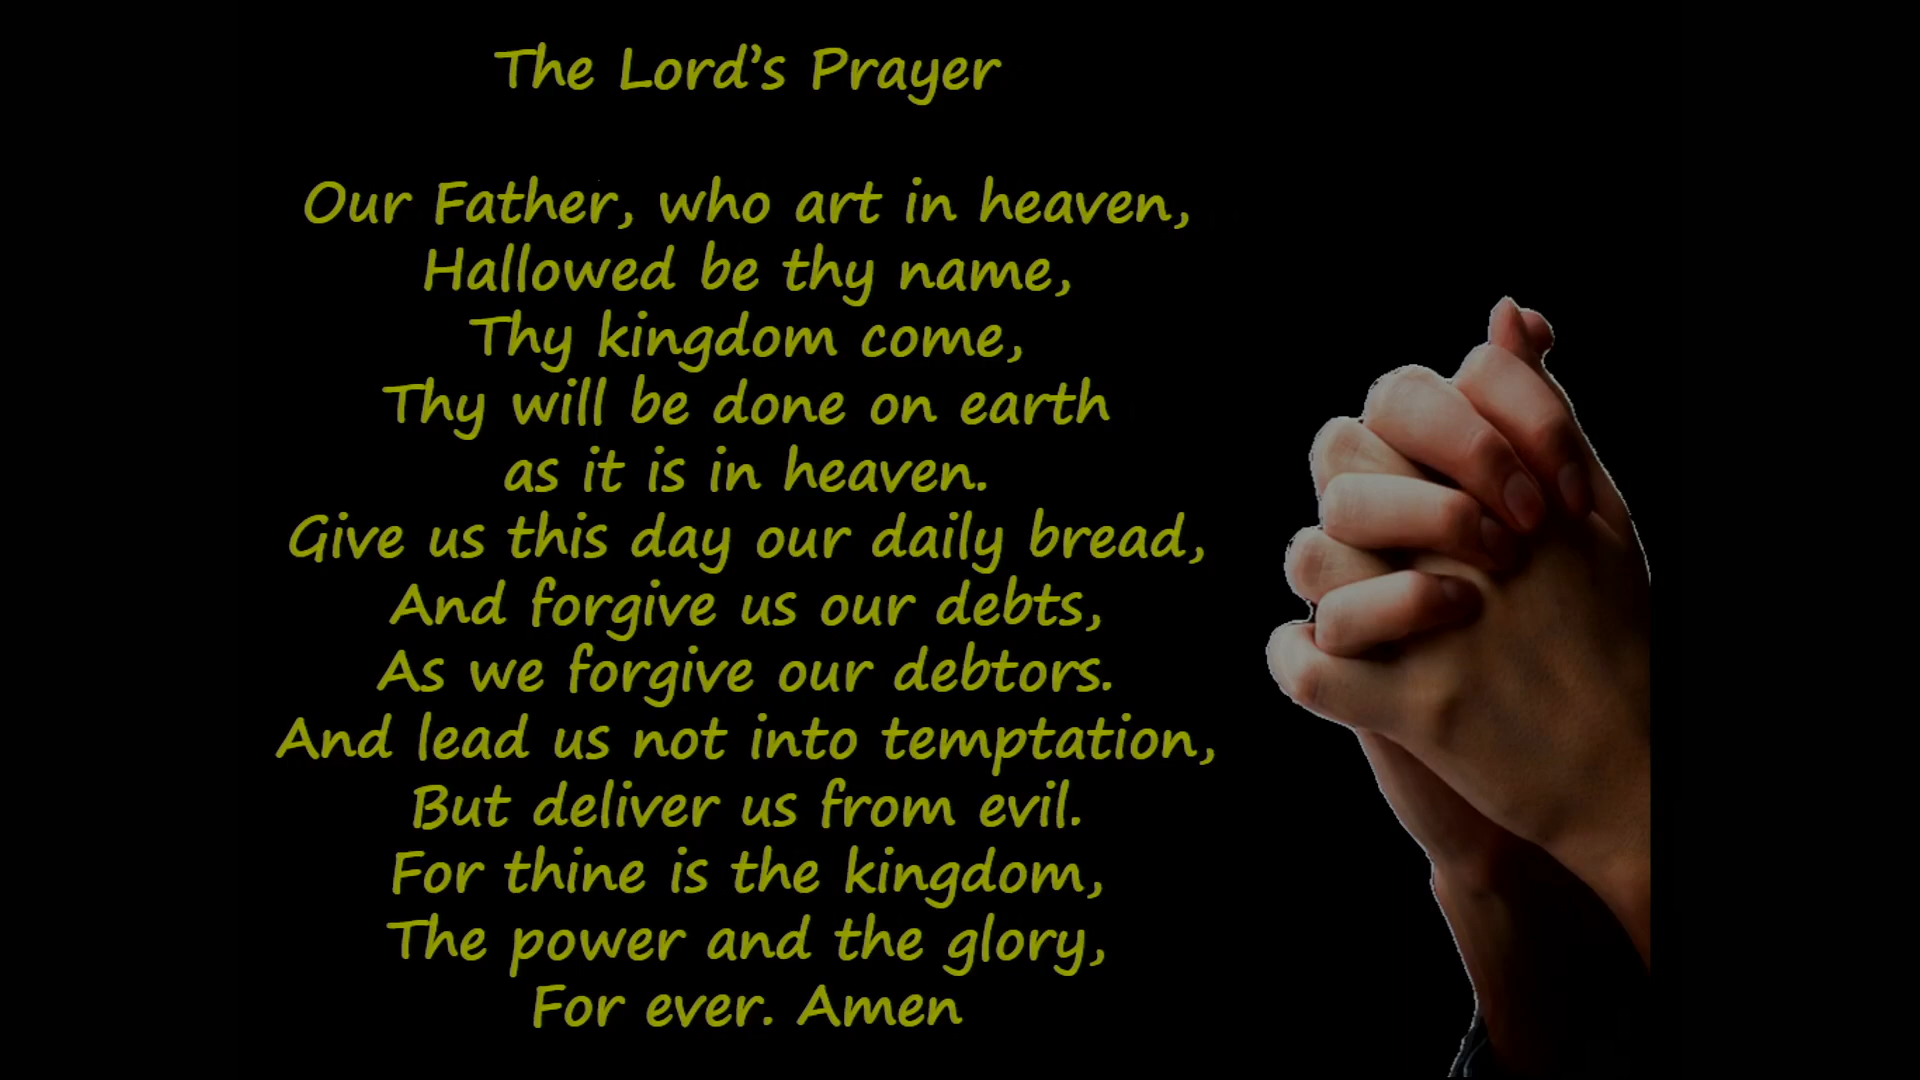 The Lord’s Prayer
Our Father, who art in heaven,
Hallowed be thy name,
Thy kingdom come,
Thy will be done on earth
as it is in heaven.
Give us this day our daily bread,
And forgive us our debts,
As we forgive our debtors.
And lead us not into temptation,
But deliver us from evil.
For thine is the kingdom,
The power and the glory,
For ever. Amen